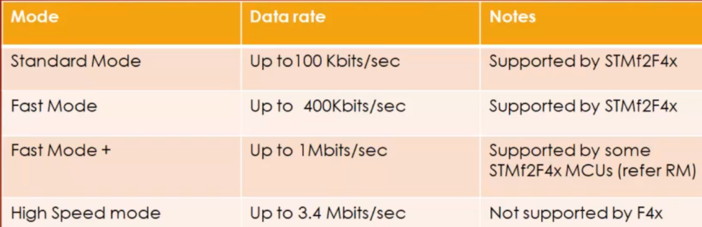 Mode Data rate Notes
Standard Mode Up to100 Kbits/sec Supported by STMf2F4x
Fast Mode Up to 400Kbits/sec Supported by STMf2F4x
Fast Mode + Up to 1Mbits/sec Supported by some
STMf2F4x MCUs (refer RM)
High Speed mode Up to 3.4 Mbits/sec Not supported by F4x